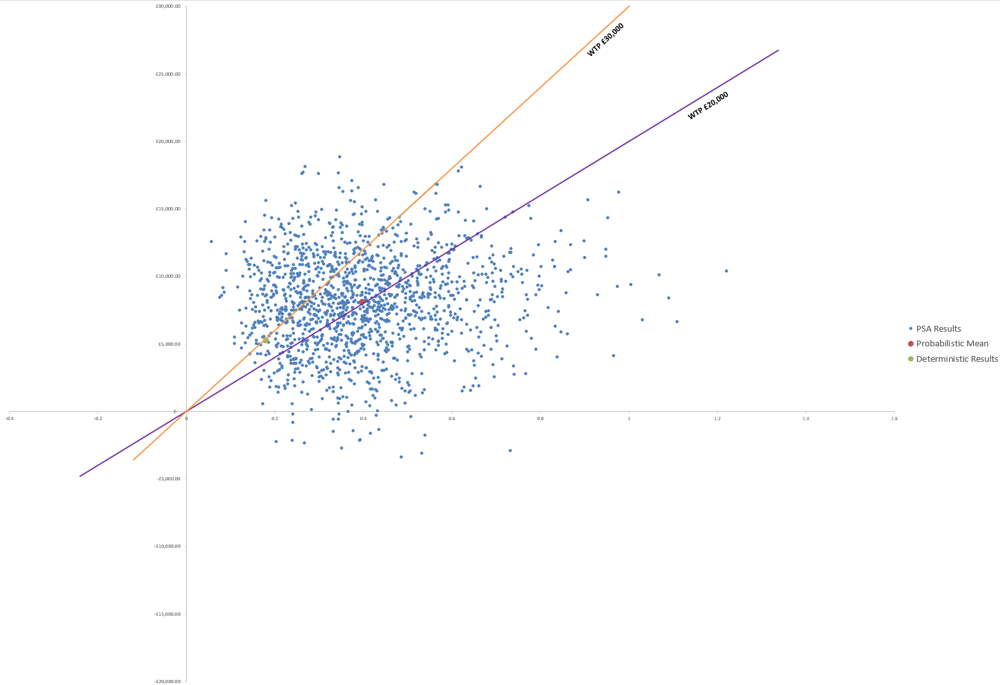 £30,000.00
WTP £30,000
£25,000.00
WTP £20,000
£20,000.00
£15,000.00
£10,000.00
£5,000.00
PSA Results
Probabilistic Mean
Deterministic Results
£-
-0.4 -0.2 0 0.2 0.4 0.6 0.8 1 1.2 1.4 1.6
-£5,000.00
-£10,000.00
-£15,000.00
-£20,000.00